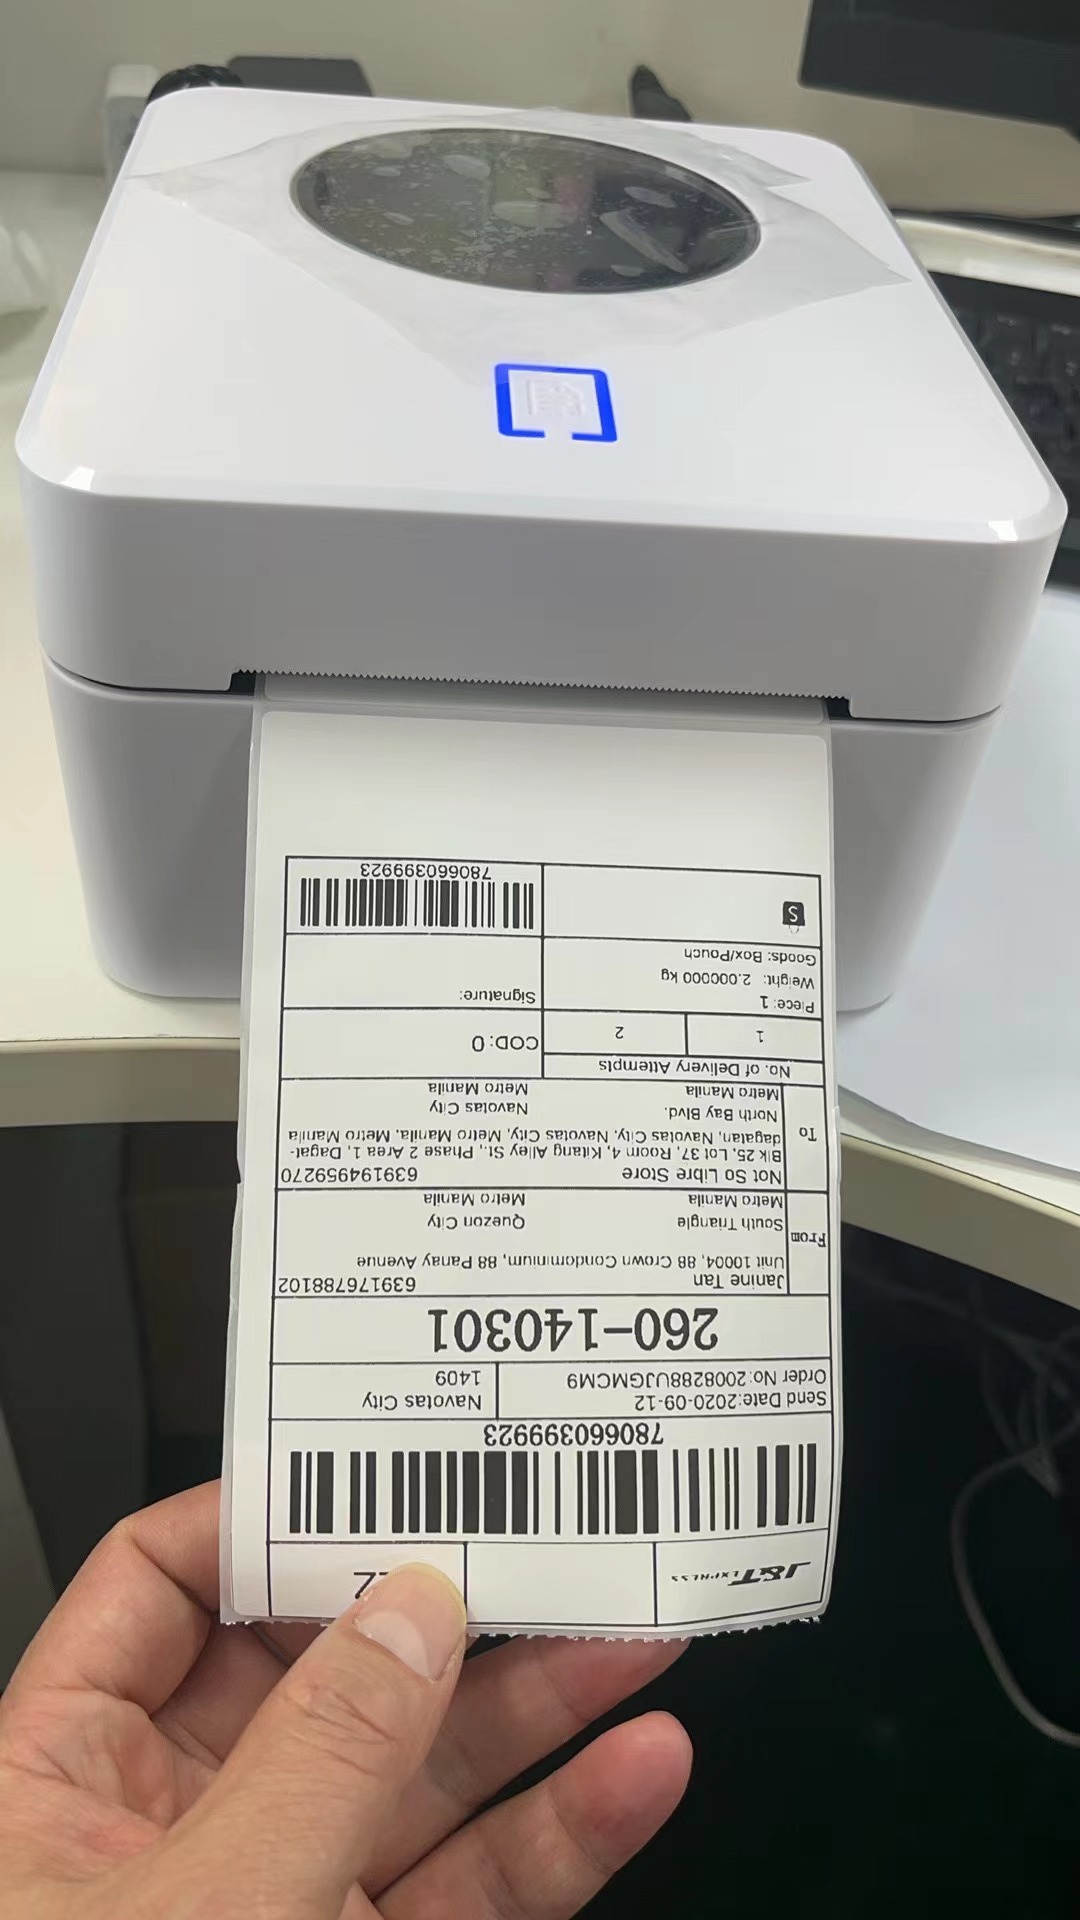 J&T EXPRESS
780660399923
Send Date:2020-09-12
Order No:2008288UJGMCM9
Navotas City
1409
260-140301
From
Janine Tan 639176788102
Unit 10004, 88 Crown Condominium, 88 Panay Avenue
South Triangle Quezon City
Metro Manila Metro Manila
To
Not So Libre Store 639194959270
Blk 25, Lot 37, Room 4, Kitang Alley St., Phase 2 Area 1, Dagat-
dagatan, Navotas City, Navotas City, Metro Manila, Metro Manila
North Bay Blvd. Navotas City
Metro Manila Metro Manila
No. of Delivery Attempts
1 2
COD:0
Piece: 1
Weight: 2.000000 kg
Goods: Box/Pouch
Signature:
S
780660399923